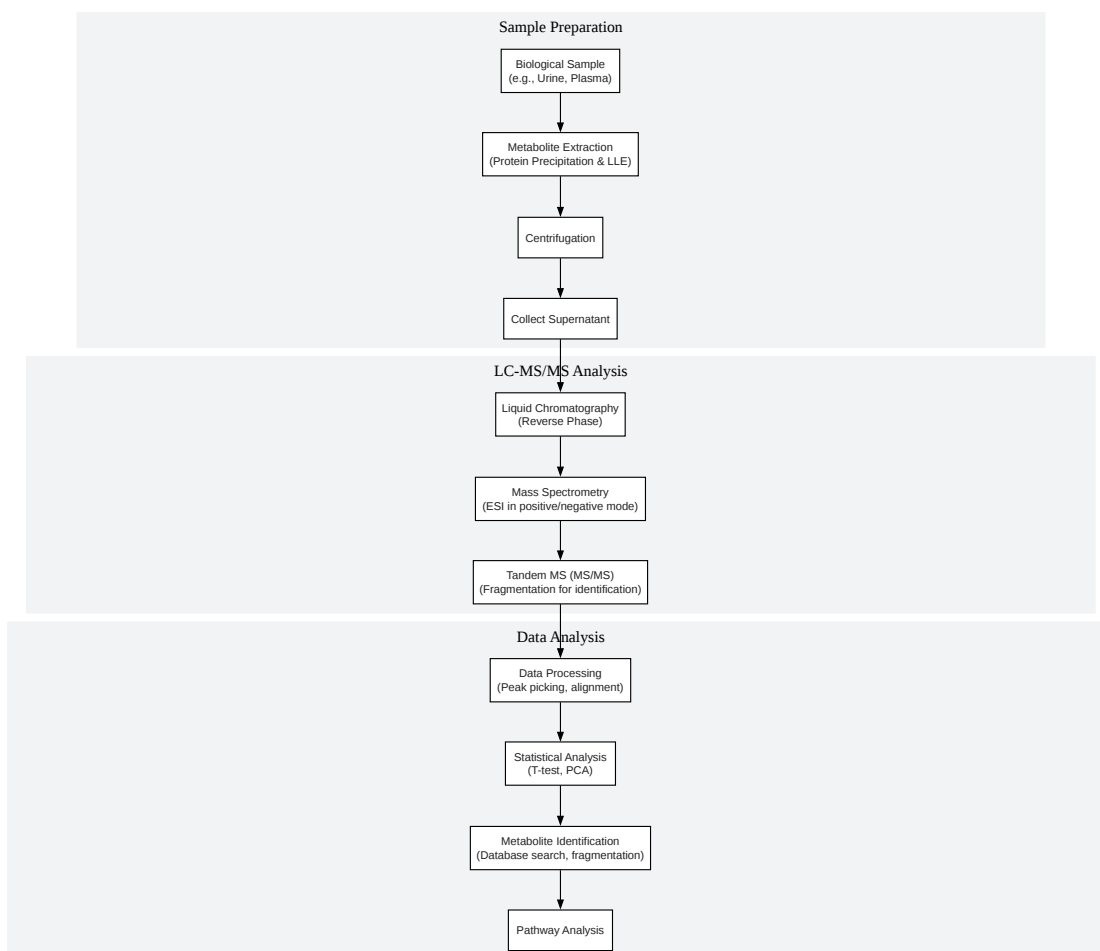 Sample Preparation
Biological Sample
(e.g., Urine, Plasma)
Metabolite Extraction
(Protein Precipitation & LLE)
Centrifugation
Collect Supernatant
LC-MS/MS Analysis
Liquid Chromatography
(Reverse Phase)
Mass Spectrometry
(ESI in positive/negative mode)
Tandem MS (MS/MS)
(Fragmentation for identification)
Data Analysis
Data Processing
(Peak picking, alignment)
Statistical Analysis
(T-test, PCA)
Metabolite Identification
(Database search, fragmentation)
Pathway Analysis